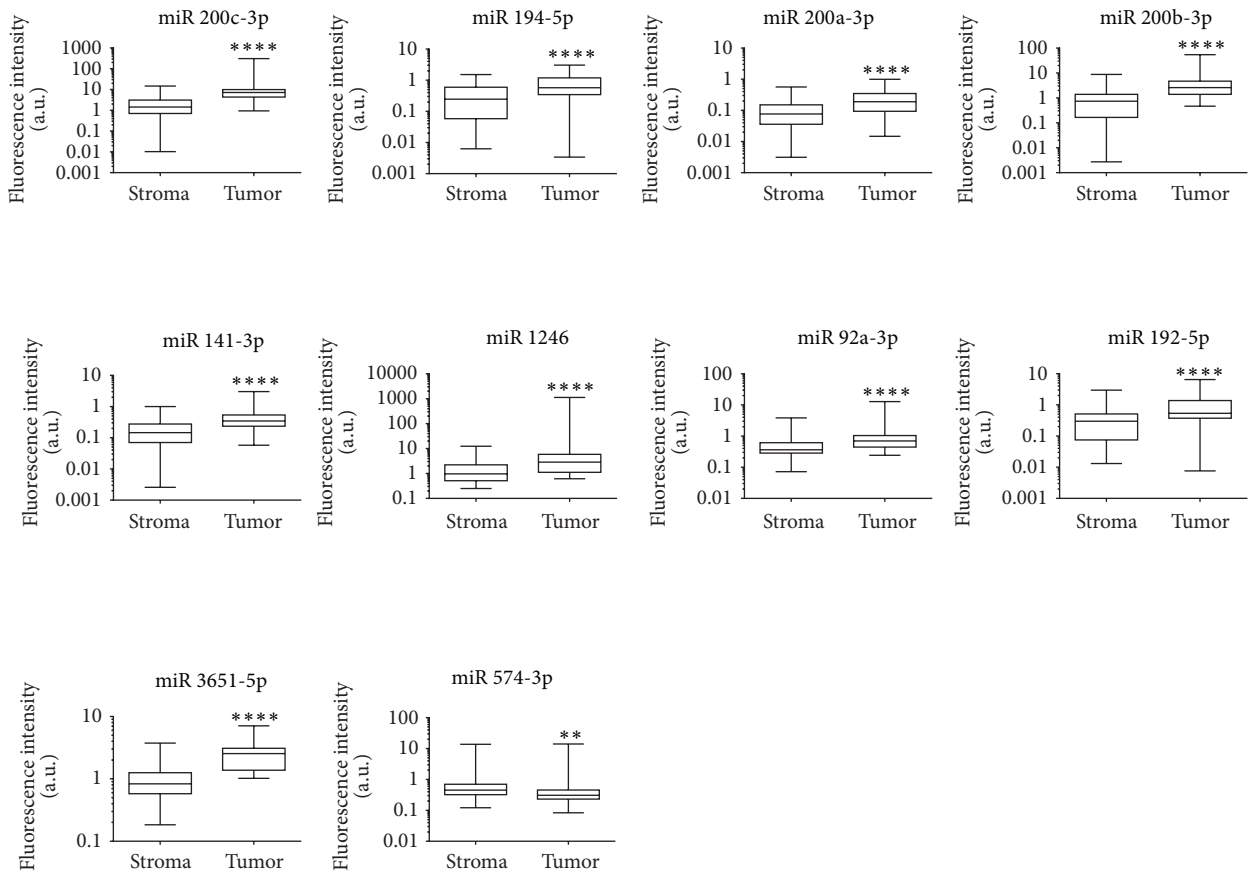 miR 200c-3p
Fluorescence intensity
(a.u.)
1000
100
10
1
0.1
0.01
0.001
****
Stroma
Tumor
miR 194-5p
Fluorescence intensity
(a.u.)
10
1
0.1
0.01
0.001
****
Stroma
Tumor
miR 200a-3p
Fluorescence intensity
(a.u.)
10
1
0.1
0.01
0.001
****
Stroma
Tumor
miR 200b-3p
Fluorescence intensity
(a.u.)
100
10
1
0.1
0.01
0.001
****
Stroma
Tumor
miR 141-3p
Fluorescence intensity
(a.u.)
10
1
0.1
0.01
0.001
****
Stroma
Tumor
miR 1246
Fluorescence intensity
(a.u.)
10000
1000
100
10
1
0.1
****
Stroma
Tumor
miR 92a-3p
Fluorescence intensity
(a.u.)
100
10
1
0.1
0.01
****
Stroma
Tumor
miR 192-5p
Fluorescence intensity
(a.u.)
10
1
0.1
0.01
0.001
****
Stroma
Tumor
miR 3651-5p
Fluorescence intensity
(a.u.)
10
1
0.1
****
Stroma
Tumor
miR 574-3p
Fluorescence intensity
(a.u.)
100
10
1
0.1
0.01
**
Stroma
Tumor